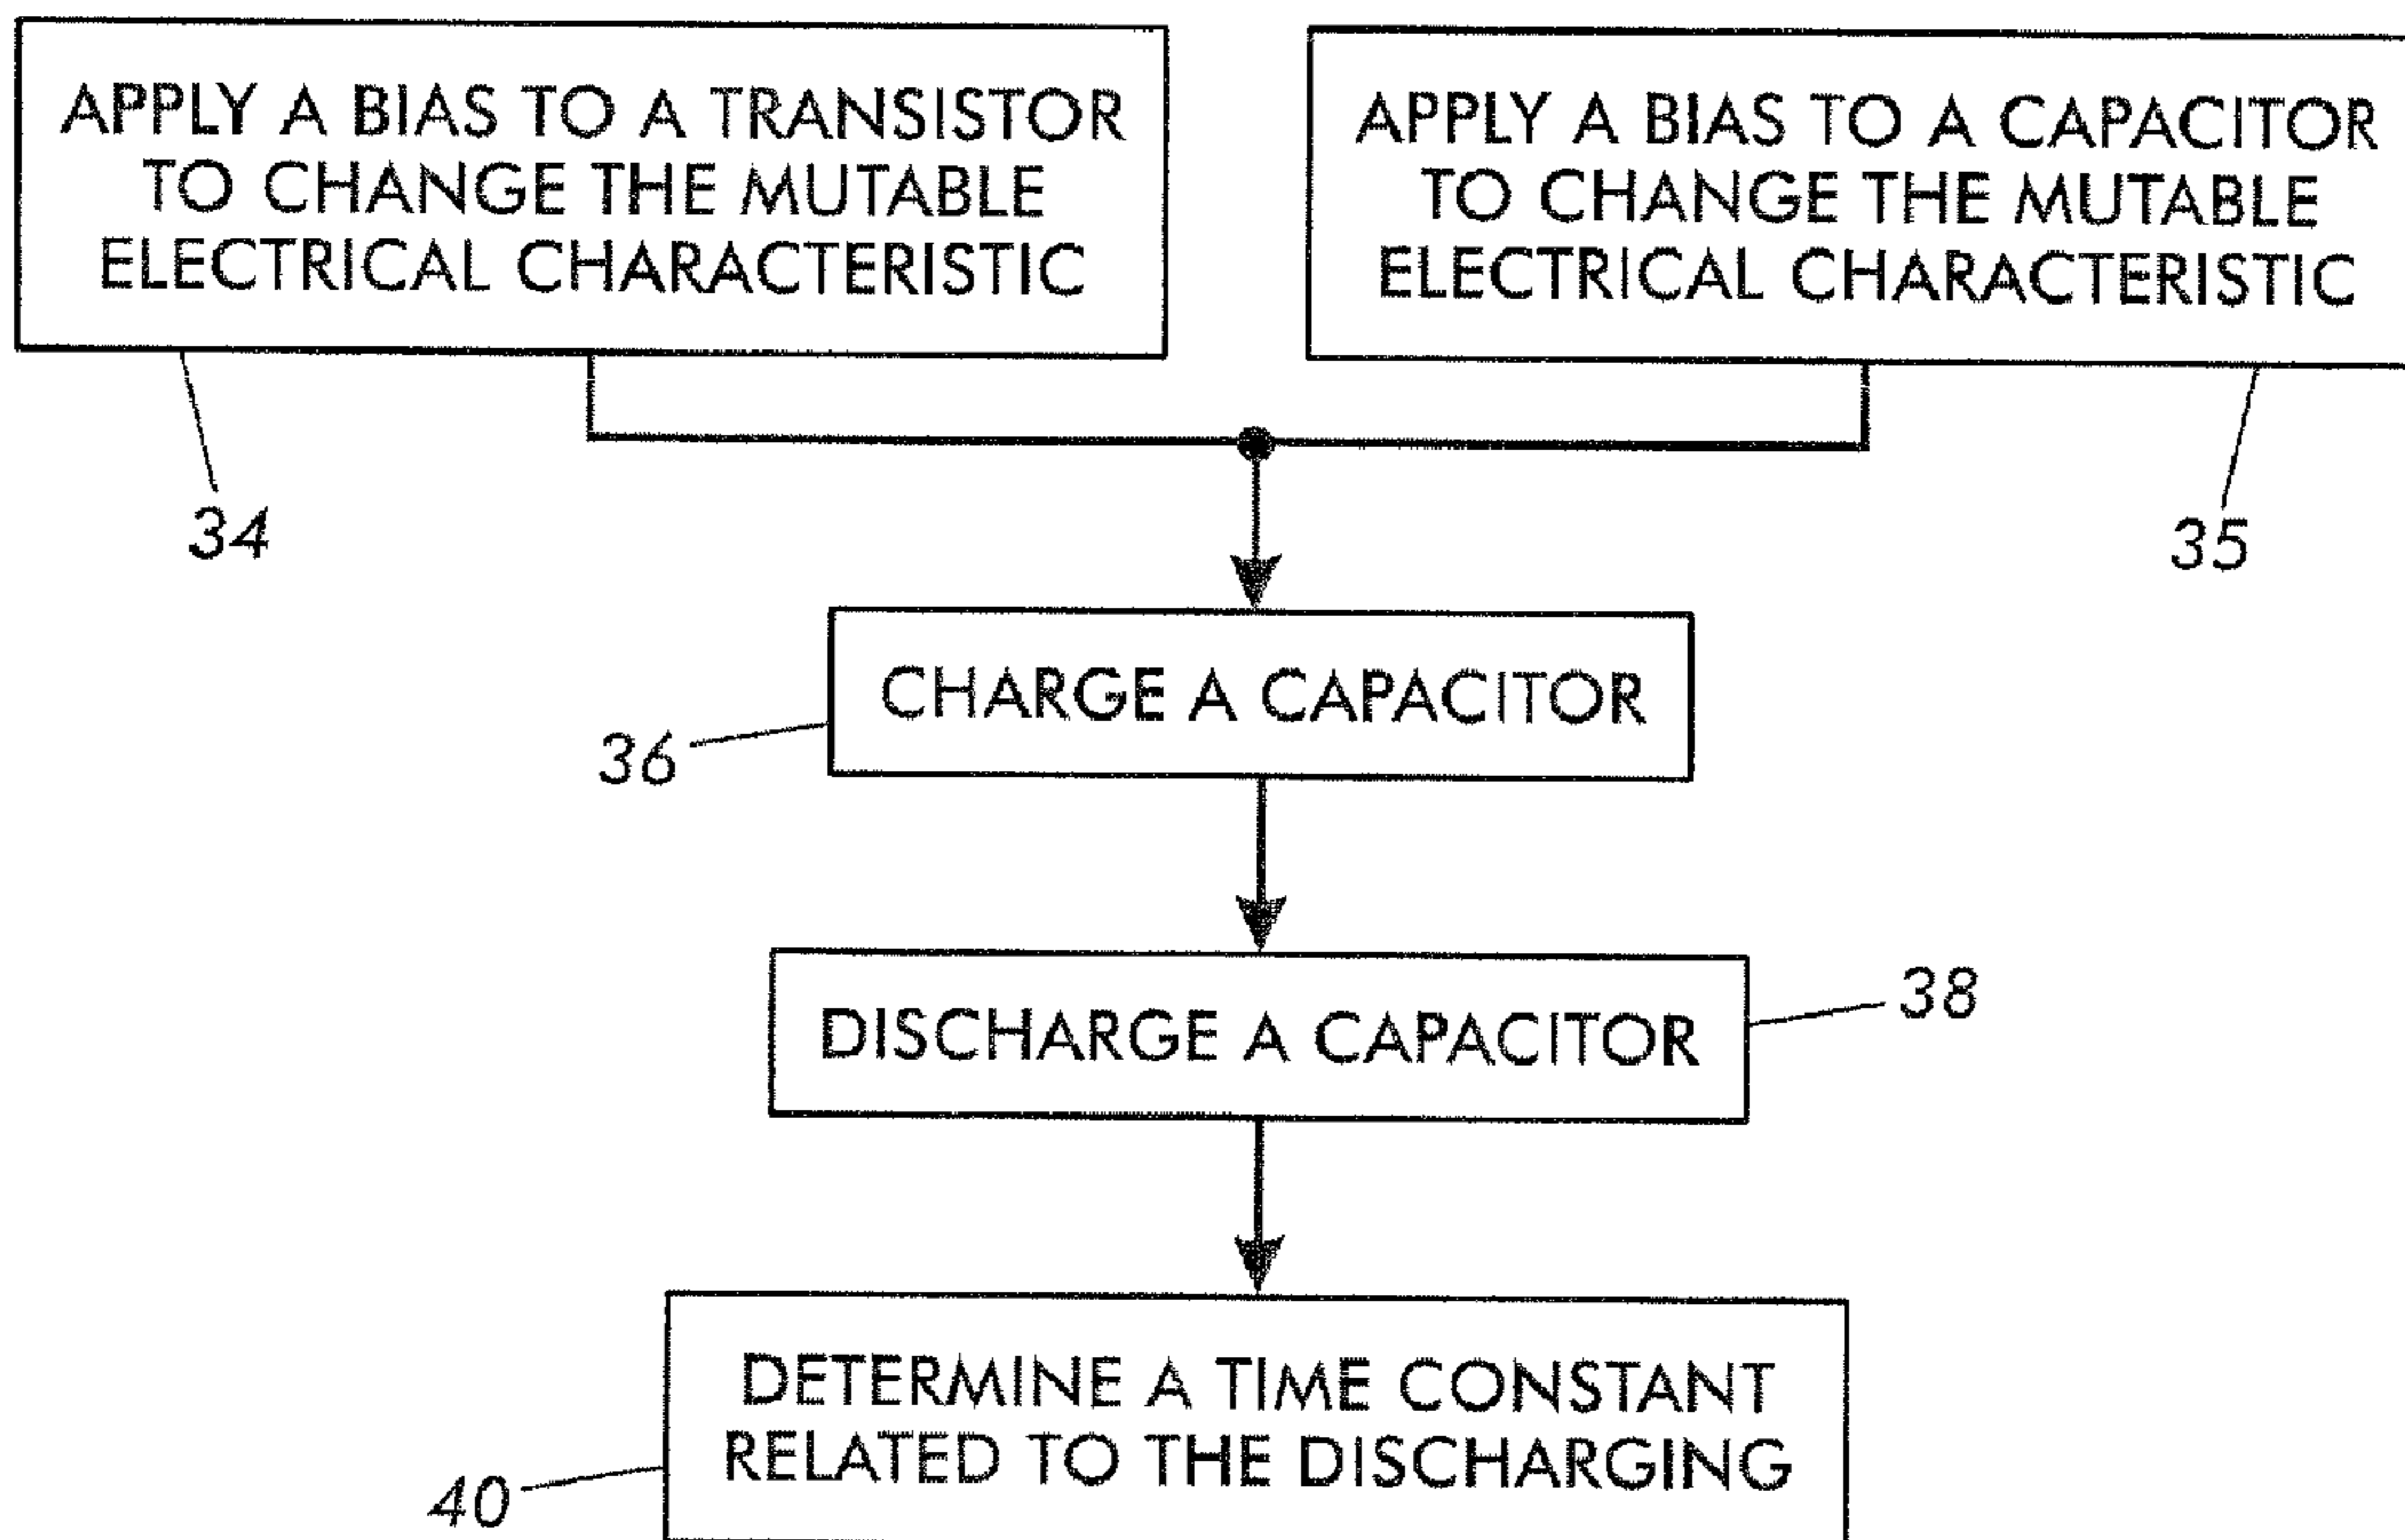 APPLY A BIAS TO A TRANSISTOR
TO CHANGE THE MUTABLE
ELECTRICAL CHARACTERISTIC
34
APPLY A BIAS TO A CAPACITOR
TO CHANGE THE MUTABLE
ELECTRICAL CHARACTERISTIC
35
CHARGE A CAPACITOR
36
DISCHARGE A CAPACITOR
38
DETERMINE A TIME CONSTANT
RELATED TO THE DISCHARGING
40